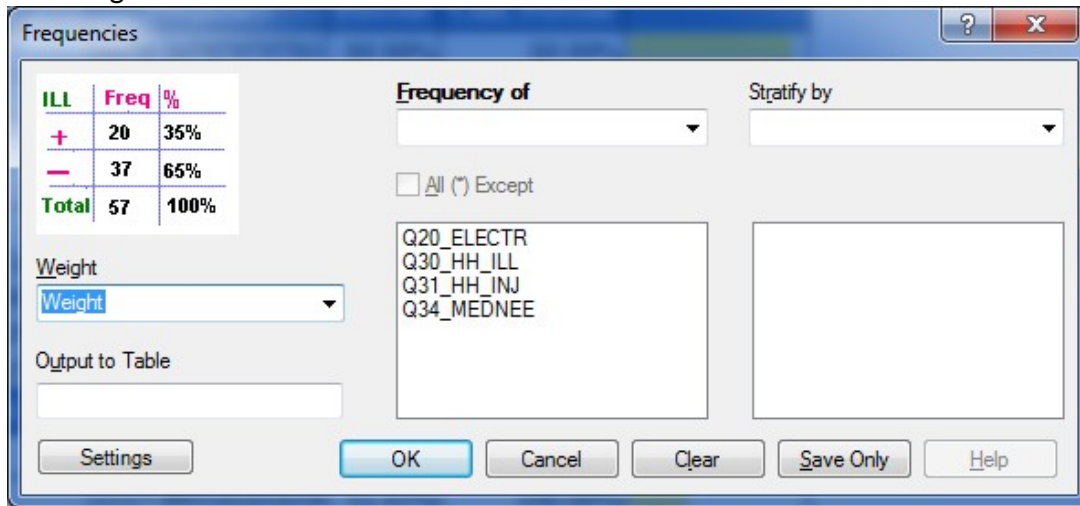 Frequencies
?
X
ILL Freq %
+ 20 35%
— 37 65%
Total 57 100%
Frequency of
Stratify by
All (*) Except
Q20_ELECTR
Q30_HH_ILL
Q31_HH_INJ
Q34_MEDNEE
Weight
Weight
Output to Table
Settings
OK
Cancel
Clear
Save Only
Help